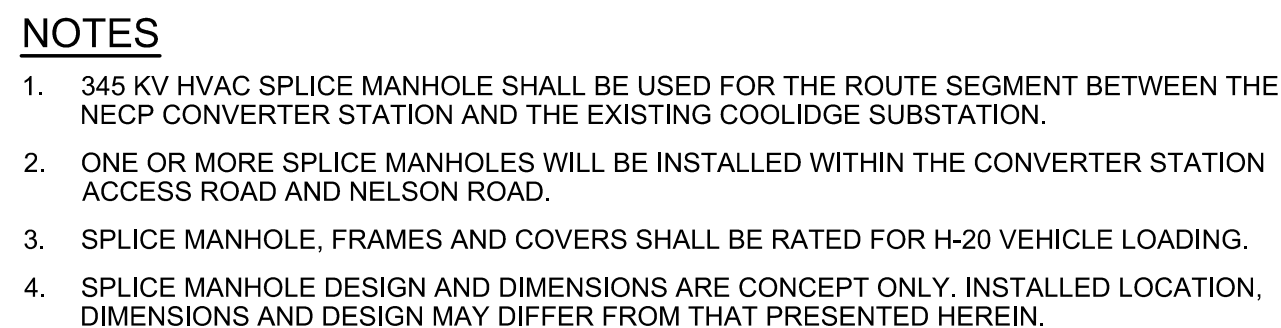 NOTES
1. 345 KV HVAC SPLICE MANHOLE SHALL BE USED FOR THE ROUTE SEGMENT BETWEEN THE
NECP CONVERTER STATION AND THE EXISTING COOLIDGE SUBSTATION.
2. ONE OR MORE SPLICE MANHOLES WILL BE INSTALLED WITHIN THE CONVERTER STATION
ACCESS ROAD AND NELSON ROAD.
3. SPLICE MANHOLE, FRAMES AND COVERS SHALL BE RATED FOR H-20 VEHICLE LOADING.
4. SPLICE MANHOLE DESIGN AND DIMENSIONS ARE CONCEPT ONLY. INSTALLED LOCATION,
DIMENSIONS AND DESIGN MAY DIFFER FROM THAT PRESENTED HEREIN.